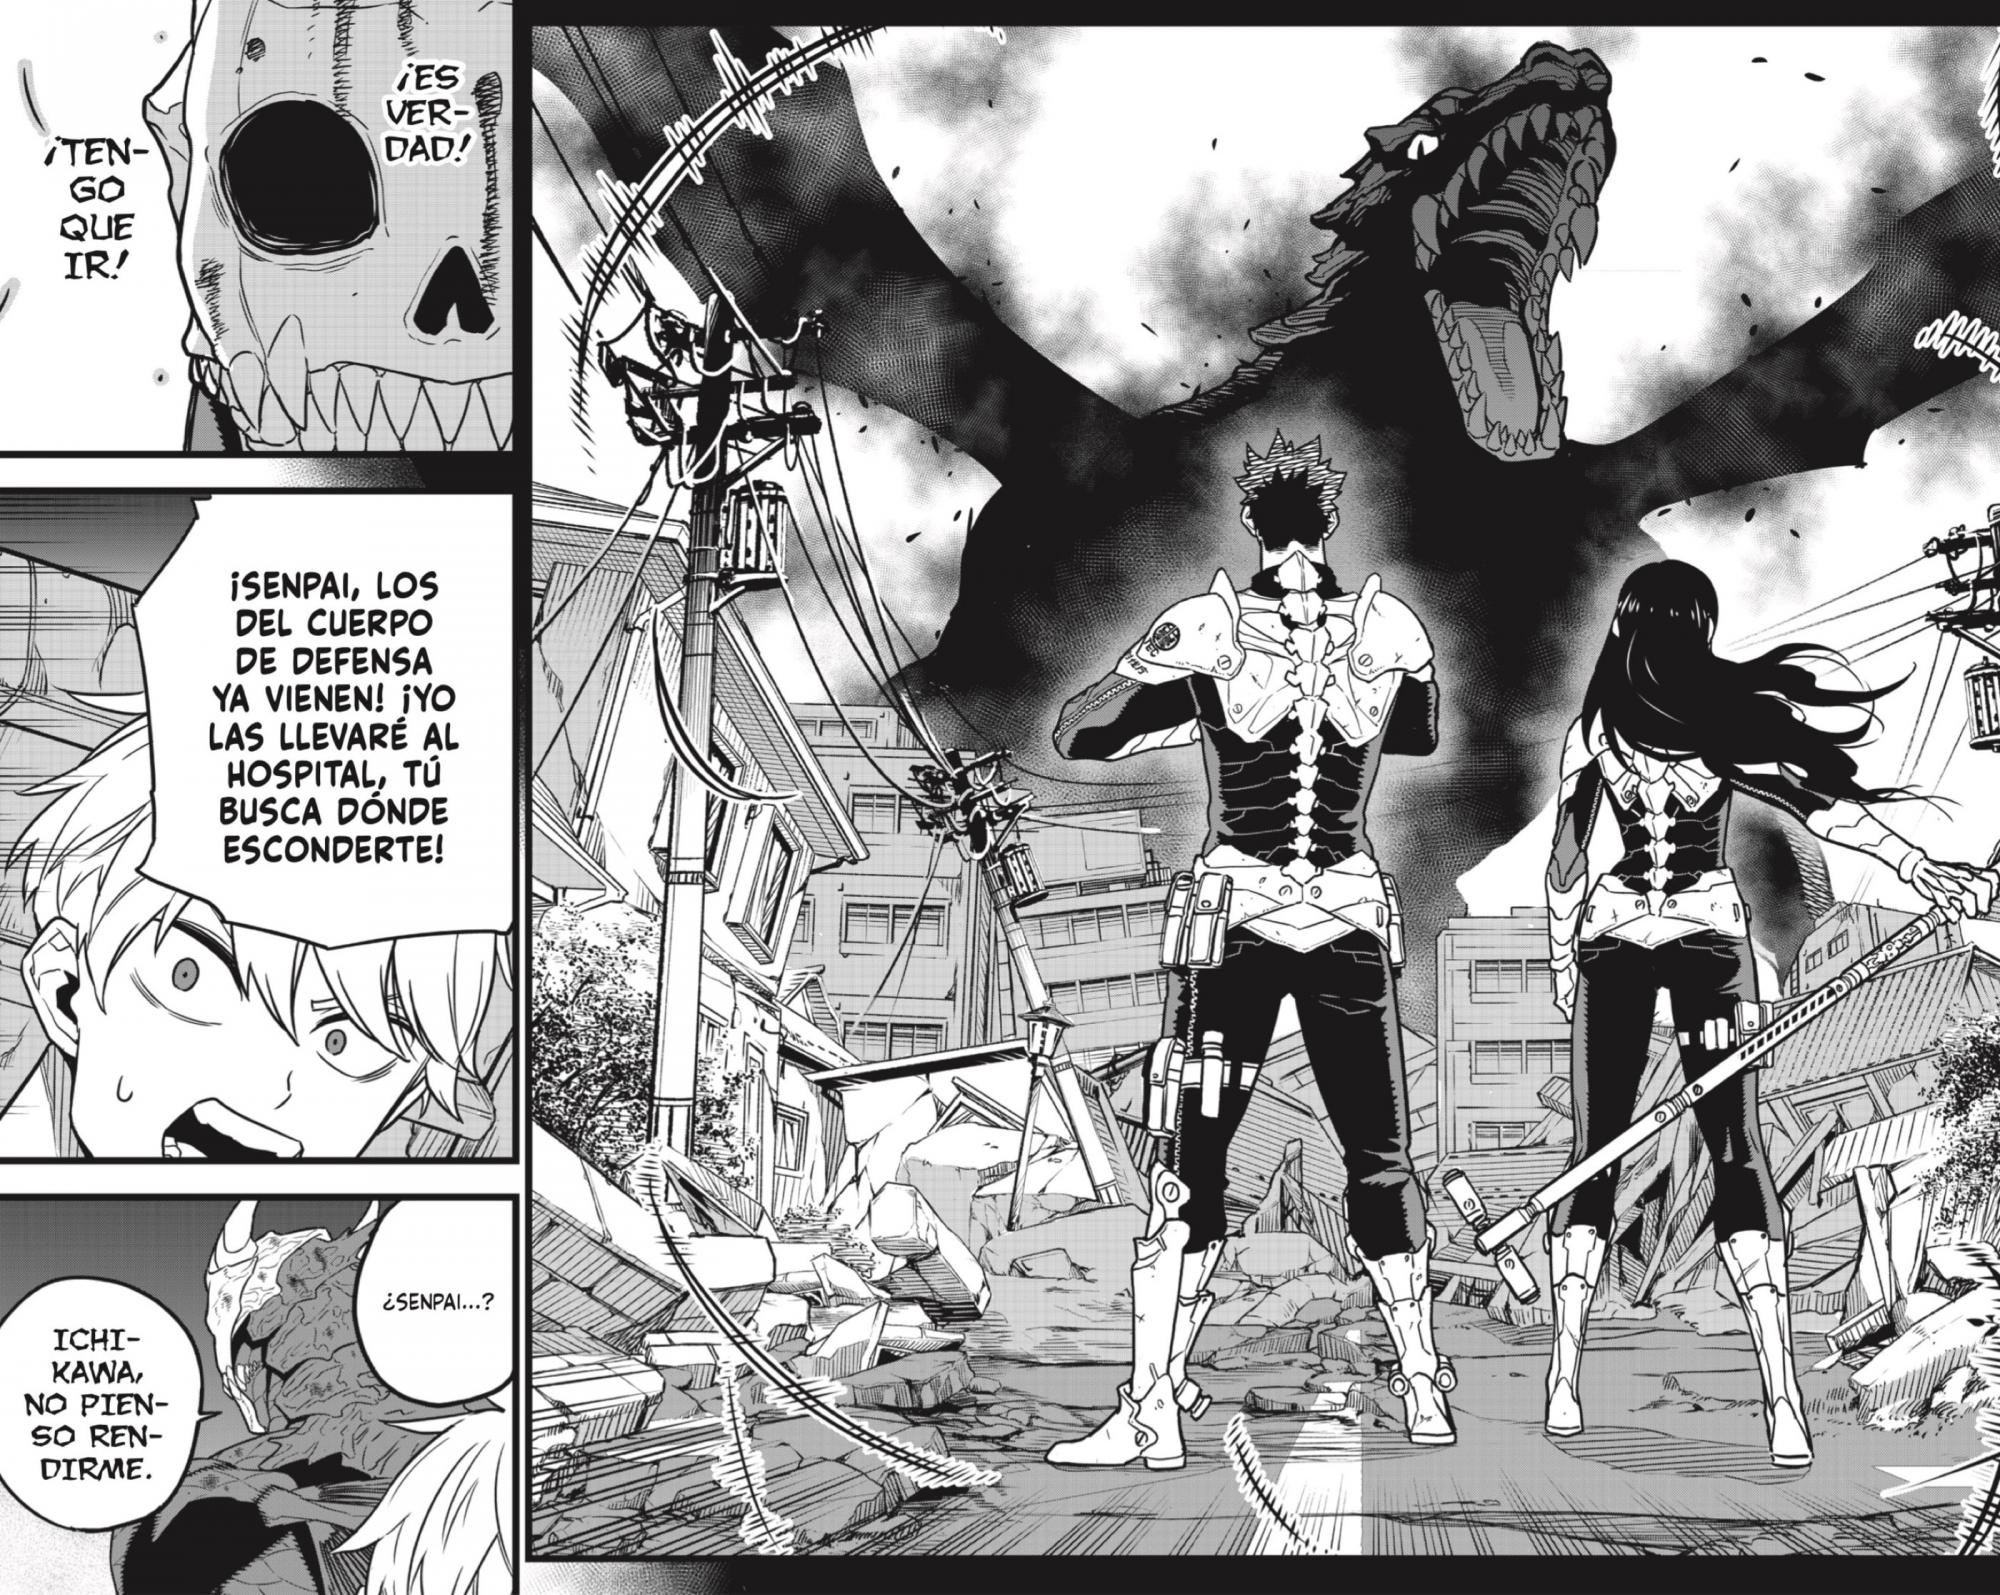 ¡ES
VER-
DAD!
¡TEN-
GO
QUE
IR!
¡SENPAI, LOS
DEL CUERPO
DE DEFENSA
YA VIENEN! ¡YO
LAS LLEVARÉ AL
HOSPITAL, TÚ
BUSCA DÓNDE
ESCONDERTE!
¿SENPAI...?
ICHI-
KAWA,
NO PIEN-
SO REN-
DIRME.